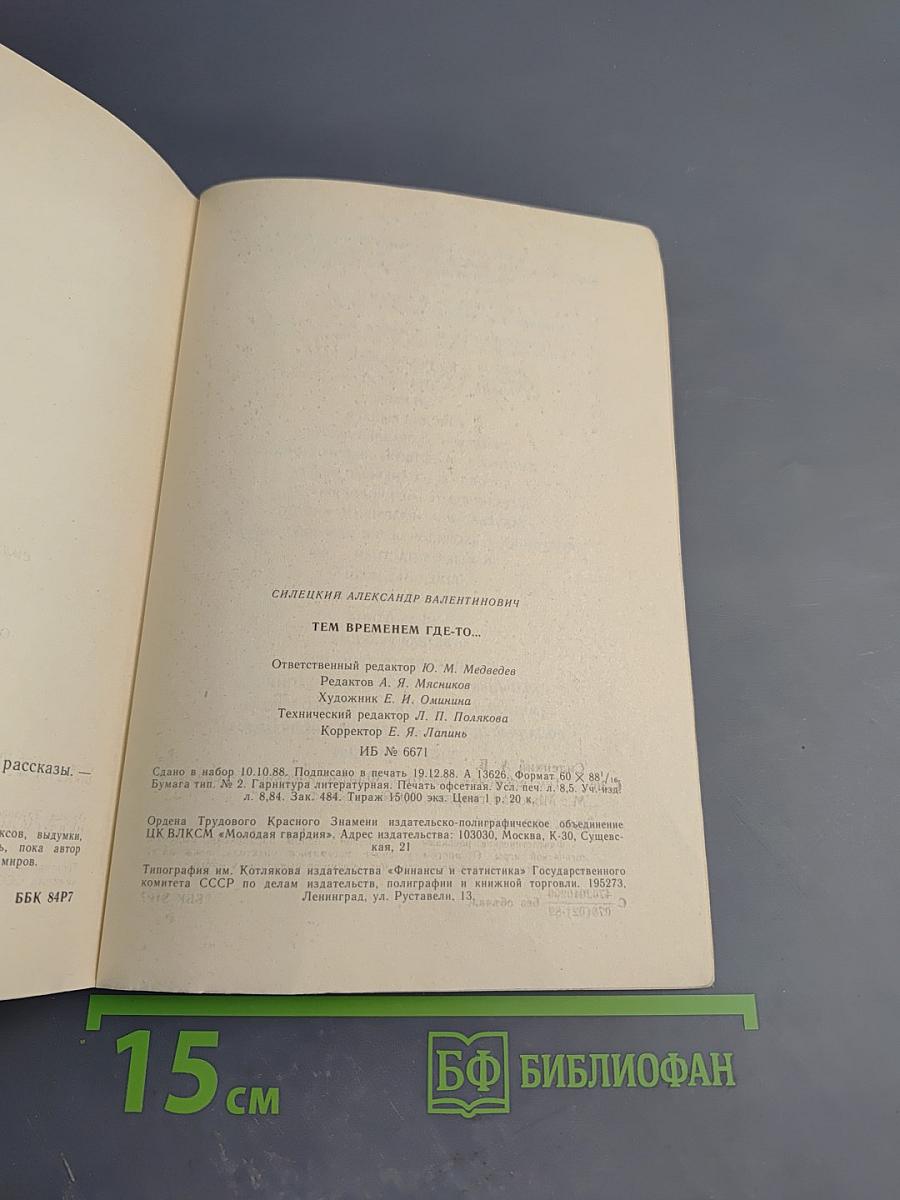 рассказы. —
ксов, выдумки,
ь, пока автор
миров.
ББК 84Р7
СИЛЕЦКИЙ АЛЕКСАНДР ВАЛЕНТИНОВИЧ
ТЕМ ВРЕМЕНЕМ ГДЕ-ТО...
Ответственный редактор Ю. М. Медведев
Редактов А. Я. Мясников
Художник Е. И. Оминина
Технический редактор Л. П. Полякова
Корректор Е. Я. Лапинь
ИБ № 6671
Сдано в набор 10.10.88. Подписано в печать 19.12.88. А 13626. Формат 60 × 88¹/₁₆.
Бумага тип. № 2. Гарнитура литературная. Печать офсетная. Усл. печ. л. 8,5. Уч.-изд.
л. 8,84. Зак. 484. Тираж 15 000 экз. Цена 1 р. 20 к.
Ордена Трудового Красного Знамени издательско-полиграфическое объединение
ЦК ВЛКСМ «Молодая гвардия». Адрес издательства: 103030, Москва, К-30, Сущевс-
кая, 21
Типография им. Котлякова издательства «Финансы и статистика» Государственного
комитета СССР по делам издательств, полиграфии и книжной торговли. 195273,
Ленинград, ул. Руставели, 13.
15 см
БФ БИБЛИОФАН